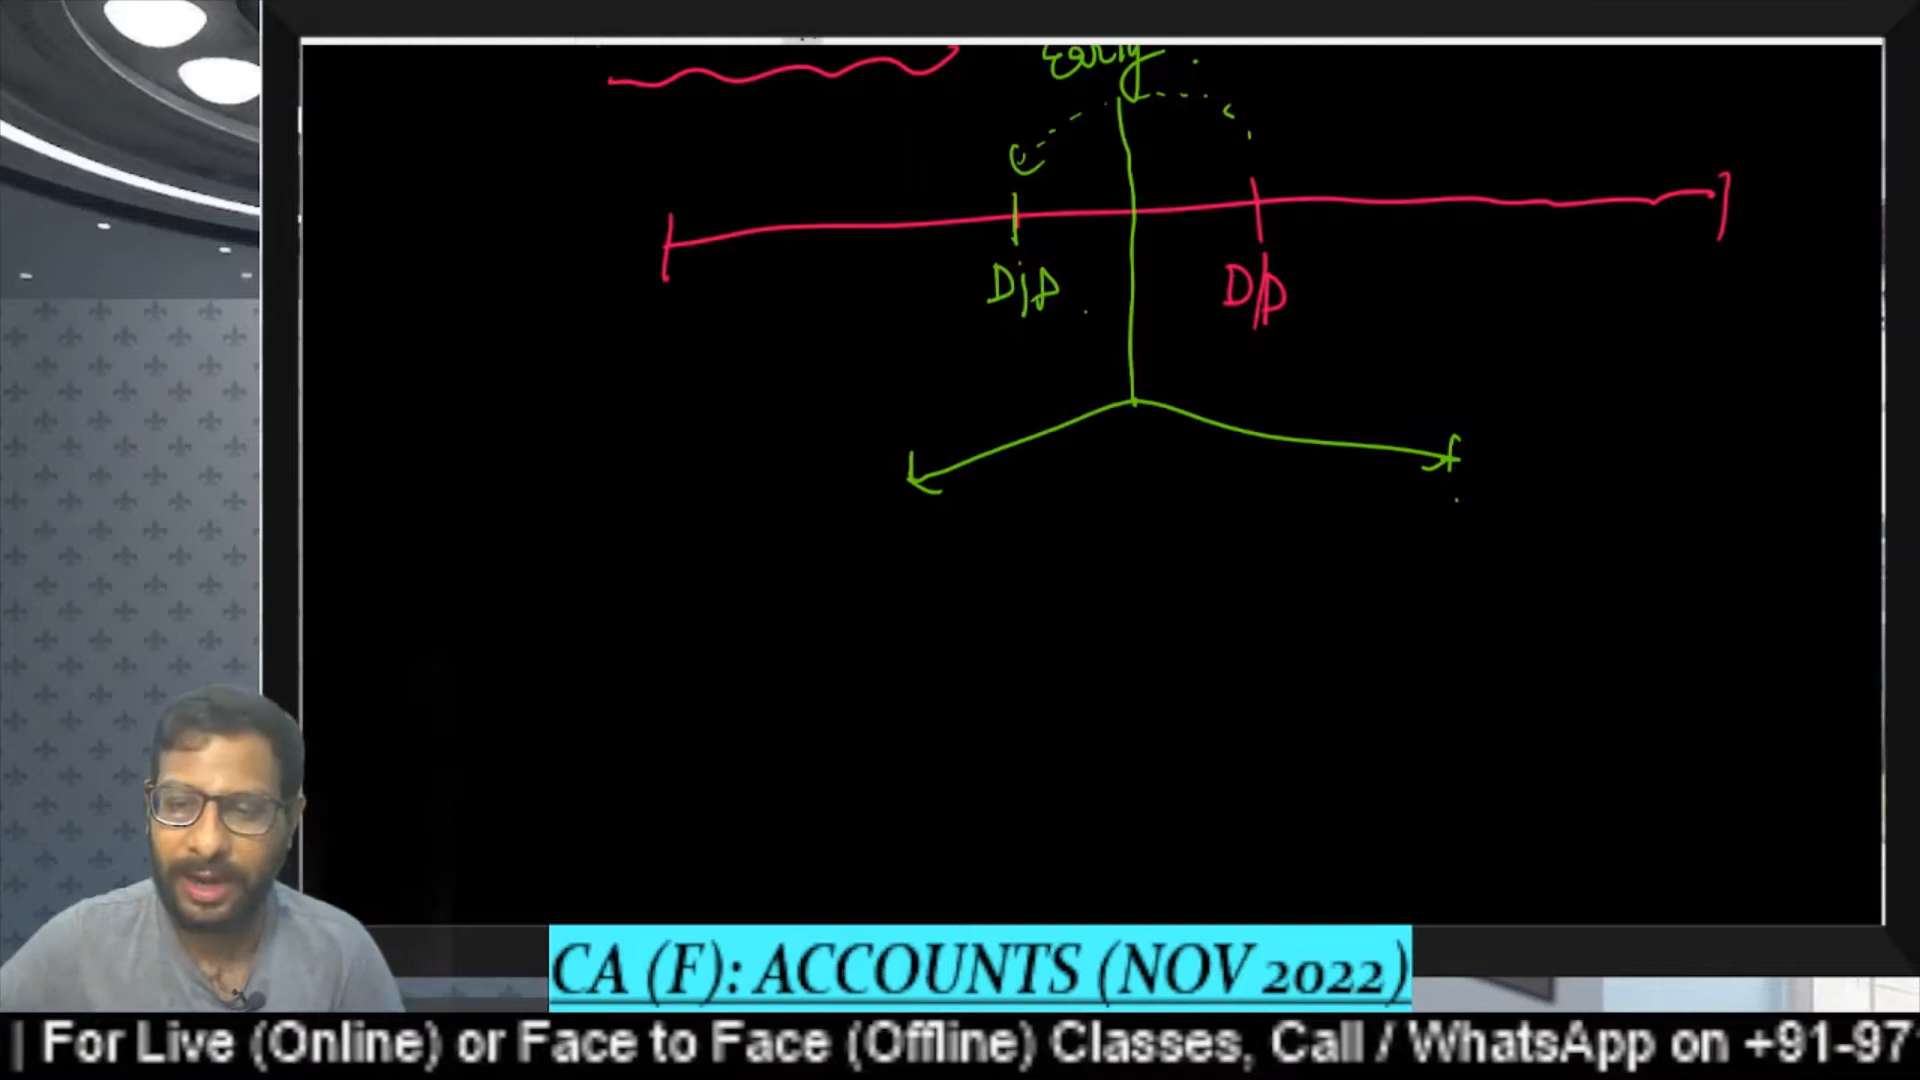 Early
D/D
D/D
CA (F): ACCOUNTS (NOV 2022)
| For Live (Online) or Face to Face (Offline) Classes, Call / WhatsApp on +91-97